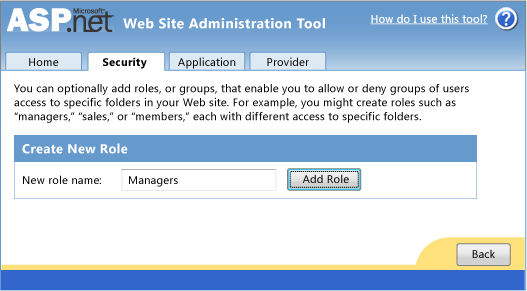 ASP.net Microsoft® Web Site Administration Tool How do I use this tool? ?
Home Security Application Provider
You can optionally add roles, or groups, that enable you to allow or deny groups of users
access to specific folders in your Web site. For example, you might create roles such as
“managers,” “sales,” or “members,” each with different access to specific folders.
Create New Role
New role name: Managers Add Role
Back